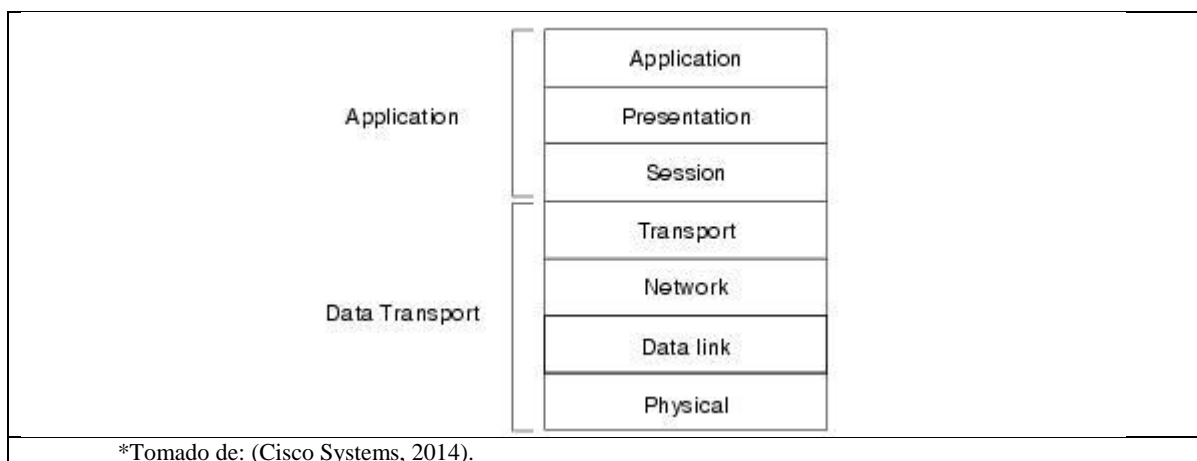 Application
Presentation
Application
Session
Transport
Network
Data Transport
Data link
Physical
*Tomado de: (Cisco Systems, 2014).